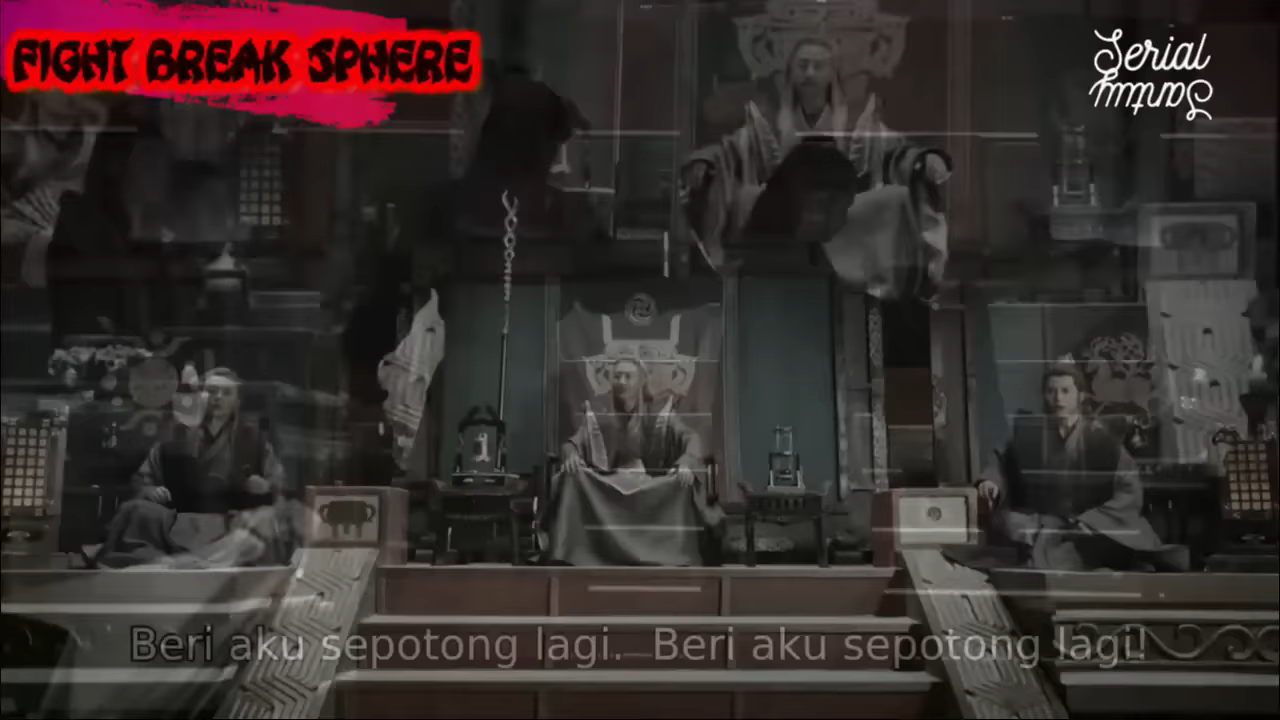 FIGHT BREAK SPHERE
Serial
Santuy
Beri aku sepotong lagi. Beri aku sepotong lagi!